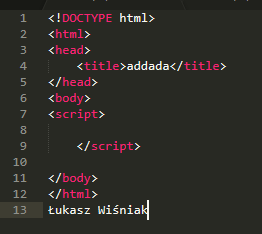 1 <!DOCTYPE html>
2 <html>
3 <head>
4 <title>addada</title>
5 </head>
6 <body>
7 <script>
8
9 </script>
10
11 </body>
12 </html>
13 Łukasz Wiśniak